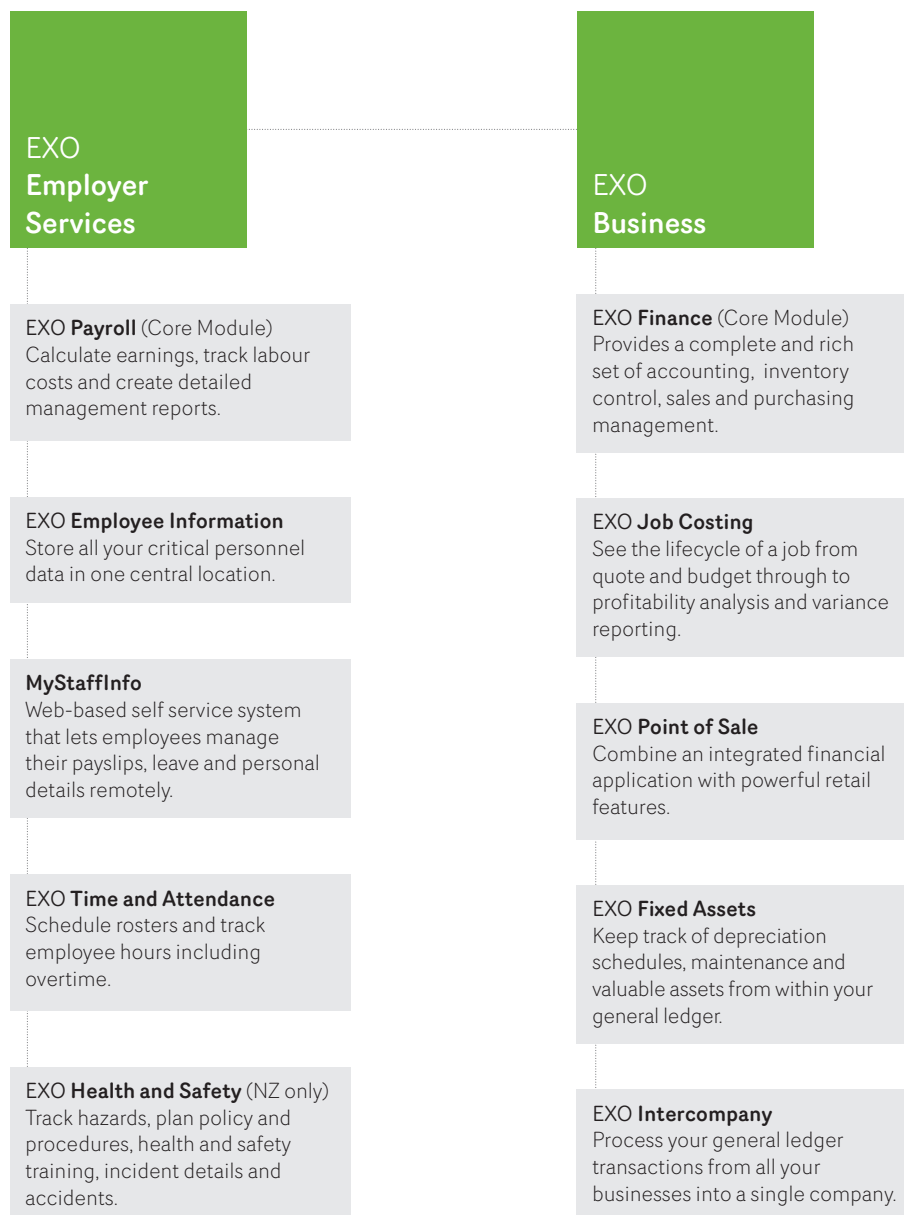 EXO
Employer
Services
EXO Payroll (Core Module)
Calculate earnings, track labour
costs and create detailed
management reports.
EXO Employee Information
Store all your critical personnel
data in one central location.
MyStaffInfo
Web-based self service system
that lets employees manage
their payslips, leave and personal
details remotely.
EXO Time and Attendance
Schedule rosters and track
employee hours including
overtime.
EXO Health and Safety (NZ only)
Track hazards, plan policy and
procedures, health and safety
training, incident details and
accidents.
EXO
Business
EXO Finance (Core Module)
Provides a complete and rich
set of accounting, inventory
control, sales and purchasing
management.
EXO Job Costing
See the lifecycle of a job from
quote and budget through to
profitability analysis and variance
reporting.
EXO Point of Sale
Combine an integrated financial
application with powerful retail
features.
EXO Fixed Assets
Keep track of depreciation
schedules, maintenance and
valuable assets from within your
general ledger.
EXO Intercompany
Process your general ledger
transactions from all your
businesses into a single company.